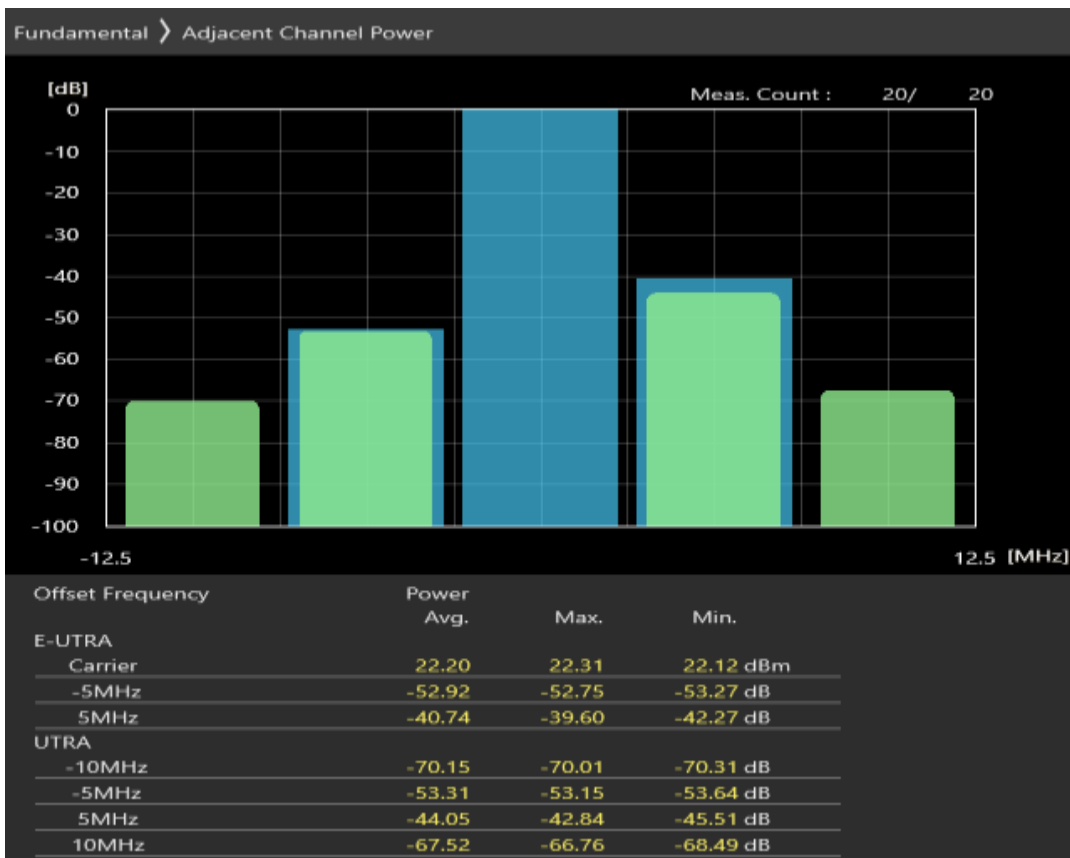 Fundamental ❯ Adjacent Channel Power
[dB]
Meas. Count : 20/ 20
0
-10
-20
-30
-40
-50
-60
-70
-80
-90
-100
-12.5 12.5 [MHz]
Offset Frequency Power
Avg. Max. Min.
E-UTRA
Carrier 22.20 22.31 22.12 dBm
-5MHz -52.92 -52.75 -53.27 dB
5MHz -40.74 -39.60 -42.27 dB
UTRA
-10MHz -70.15 -70.01 -70.31 dB
-5MHz -53.31 -53.15 -53.64 dB
5MHz -44.05 -42.84 -45.51 dB
10MHz -67.52 -66.76 -68.49 dB